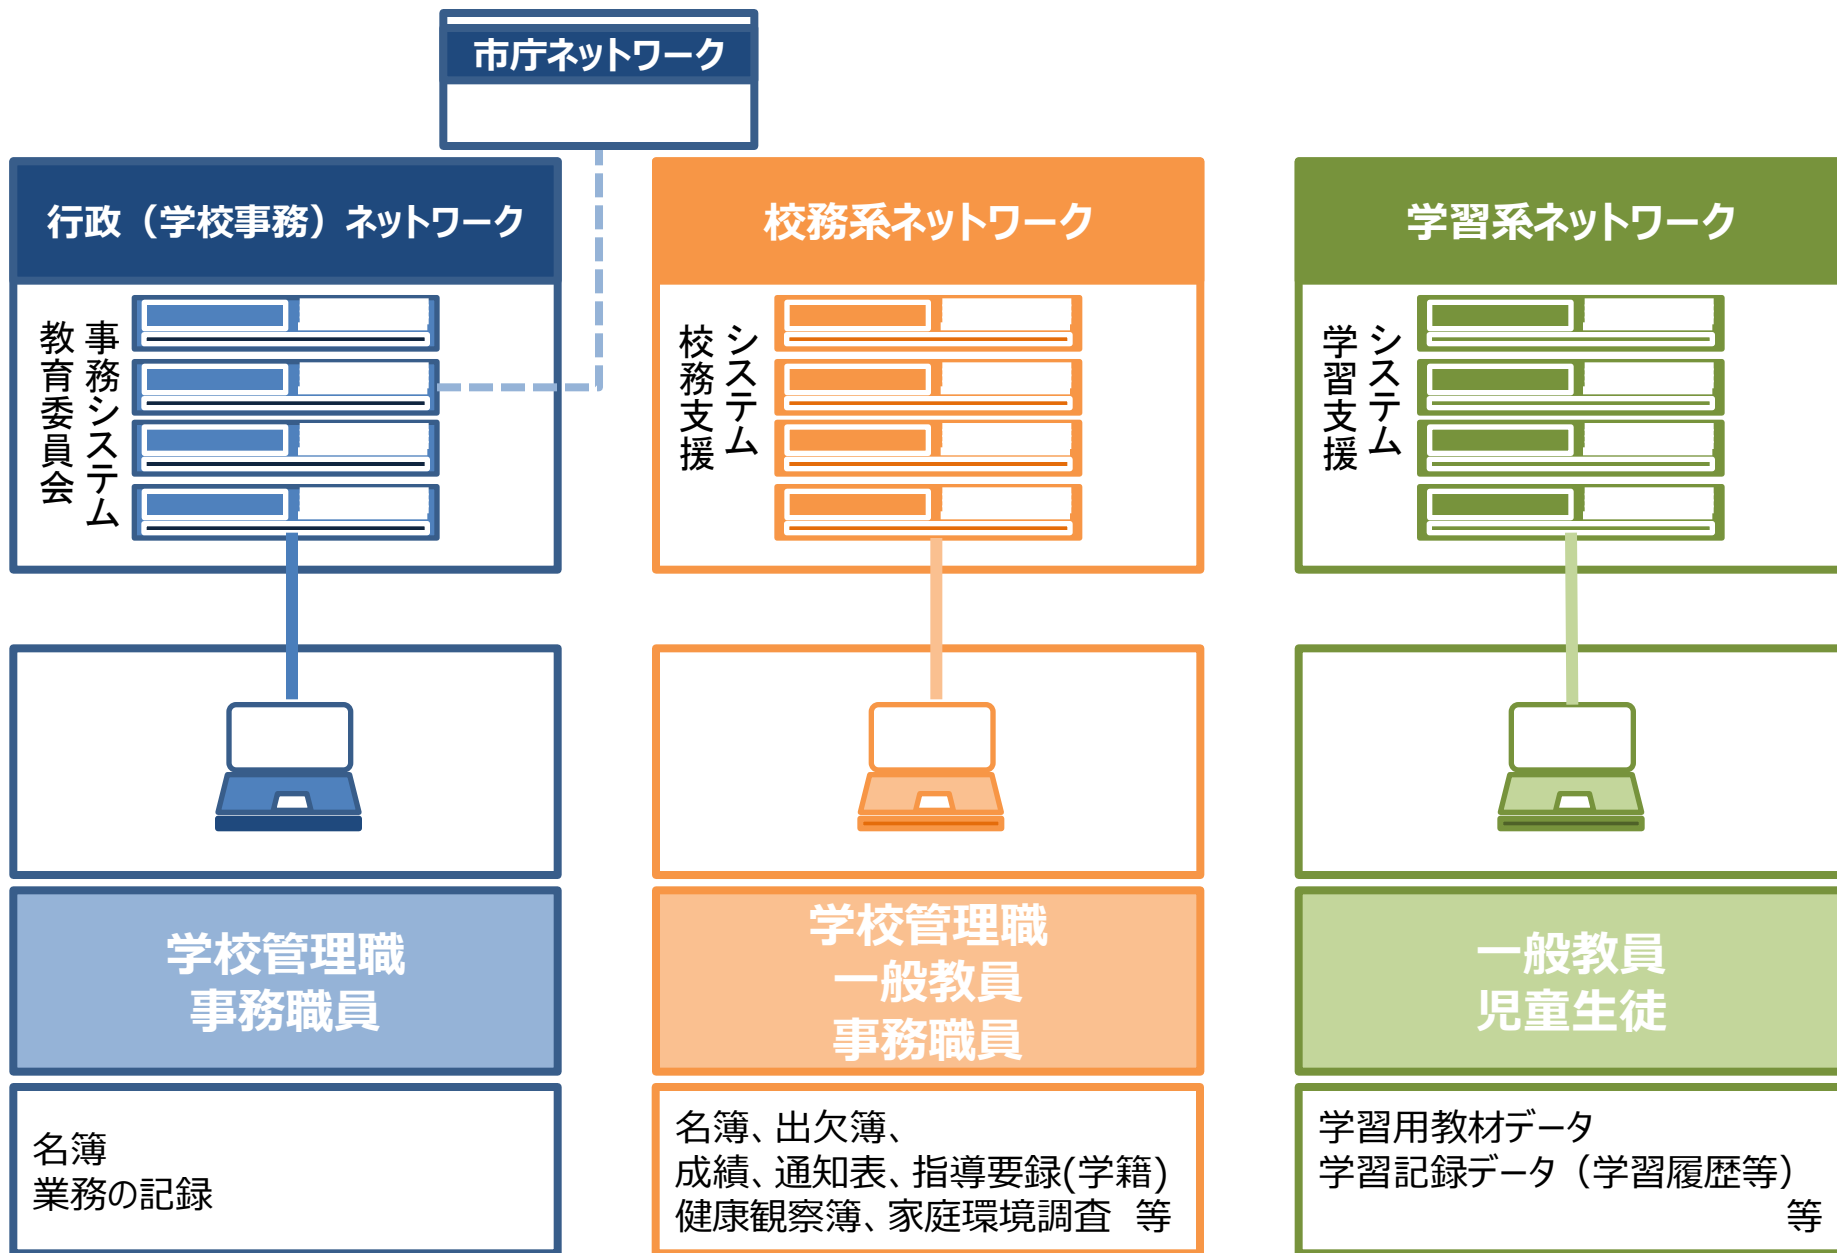 市庁ネットワーク
行政（学校事務）ネットワーク
教育委員会
事務システム
学校管理職
事務職員
名簿
業務の記録
校務系ネットワーク
校務支援
システム
学校管理職
一般教員
事務職員
名簿、出欠簿、
成績、通知表、指導要録(学籍)
健康観察簿、家庭環境調査　等
学習系ネットワーク
学習支援
システム
一般教員
児童生徒
学習用教材データ
学習記録データ（学習履歴等）
等